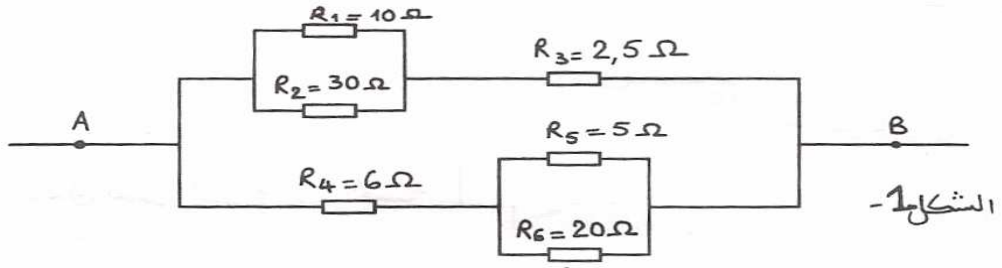 R1 = 10 Ω
R2 = 30 Ω
R3 = 2,5 Ω
A
R5 = 5 Ω
B
R4 = 6 Ω
الشكل 1-
R6 = 20 Ω